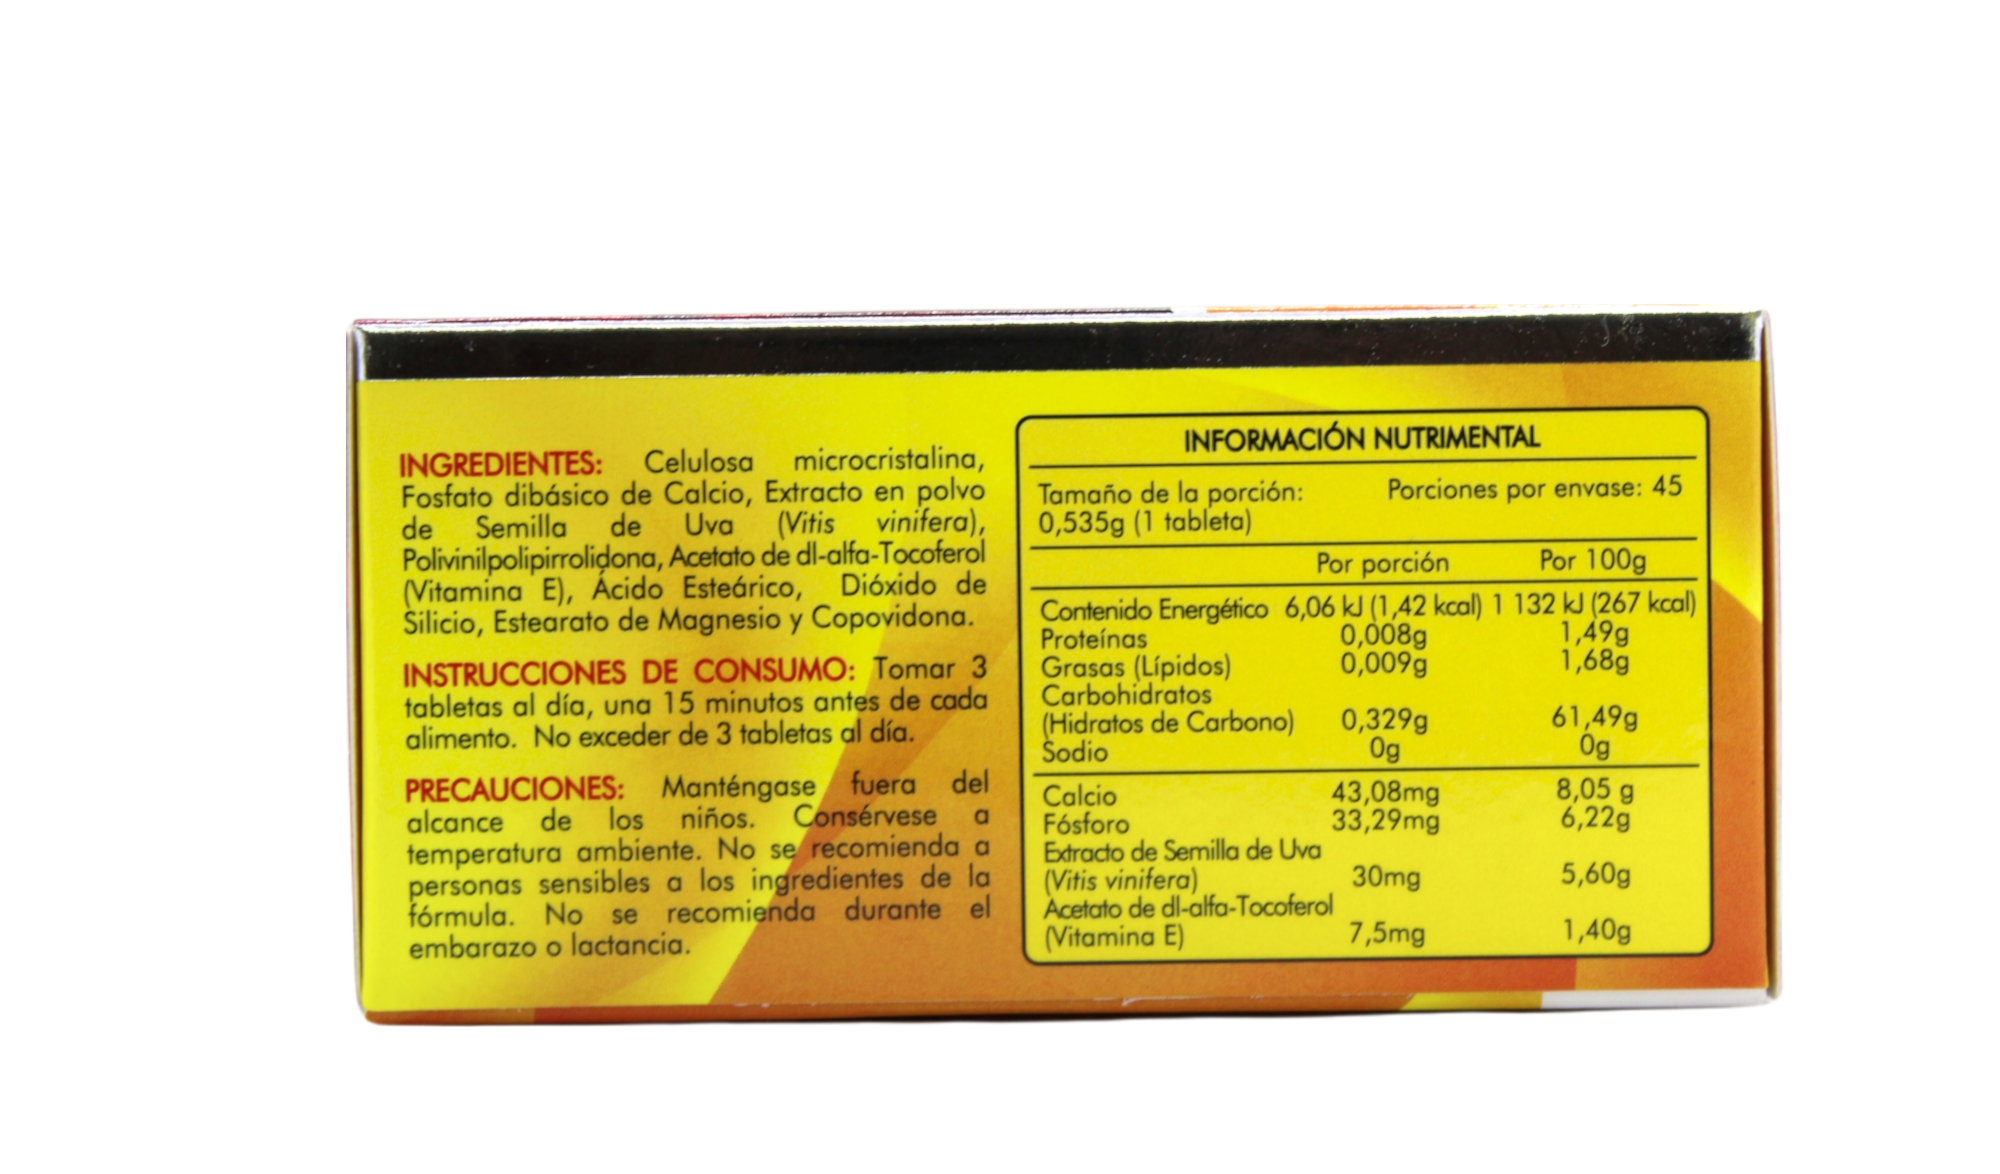 INGREDIENTES: Celulosa microcristalina,
Fosfato dibásico de Calcio, Extracto en polvo
de Semilla de Uva (Vitis vinifera),
Polivinilpolipirrolidona, Acetato de dl-alfa-Tocoferol
(Vitamina E), Ácido Esteárico, Dióxido de
Silicio, Estearato de Magnesio y Copovidona.
INSTRUCCIONES DE CONSUMO: Tomar 3
tabletas al día, una 15 minutos antes de cada
alimento. No exceder de 3 tabletas al día.
PRECAUCIONES: Manténgase fuera del
alcance de los niños. Consérvese a
temperatura ambiente. No se recomienda a
personas sensibles a los ingredientes de la
fórmula. No se recomienda durante el
embarazo o lactancia.
INFORMACIÓN NUTRIMENTAL
Tamaño de la porción: Porciones por envase: 45
0,535g (1 tableta)
Por porción Por 100g
Contenido Energético 6,06 kJ (1,42 kcal) 1 132 kJ (267 kcal)
Proteínas 0,008g 1,49g
Grasas (Lípidos) 0,009g 1,68g
Carbohidratos
(Hidratos de Carbono) 0,329g 61,49g
Sodio 0g 0g
Calcio 43,08mg 8,05 g
Fósforo 33,29mg 6,22g
Extracto de Semilla de Uva
(Vitis vinifera) 30mg 5,60g
Acetato de dl-alfa-Tocoferol
(Vitamina E) 7,5mg 1,40g